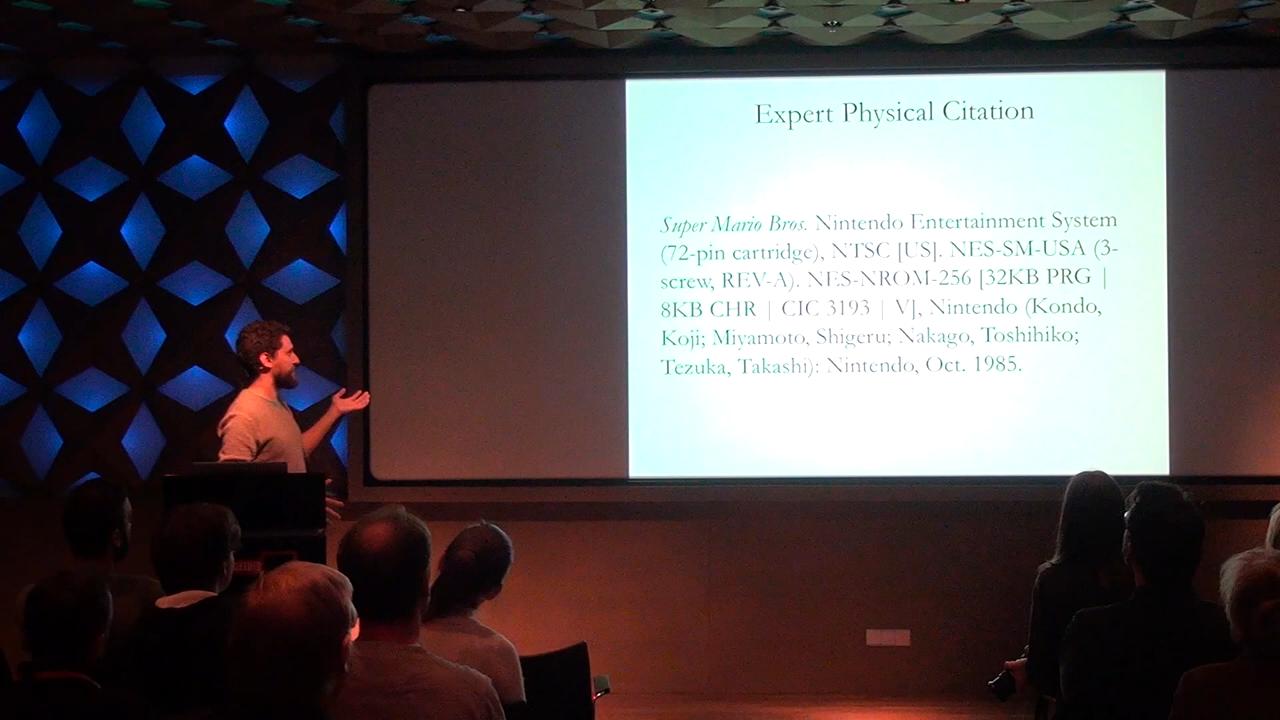 Expert Physical Citation
Super Mario Bros. Nintendo Entertainment System
(72-pin cartridge), NTSC [US]. NES-SM-USA (3-
screw, REV-A). NES-NROM-256 [32KB PRG |
8KB CHR | CIC 3193 | V], Nintendo (Kondo,
Koji; Miyamoto, Shigeru; Nakago, Toshihiko;
Tezuka, Takashi): Nintendo, Oct. 1985.